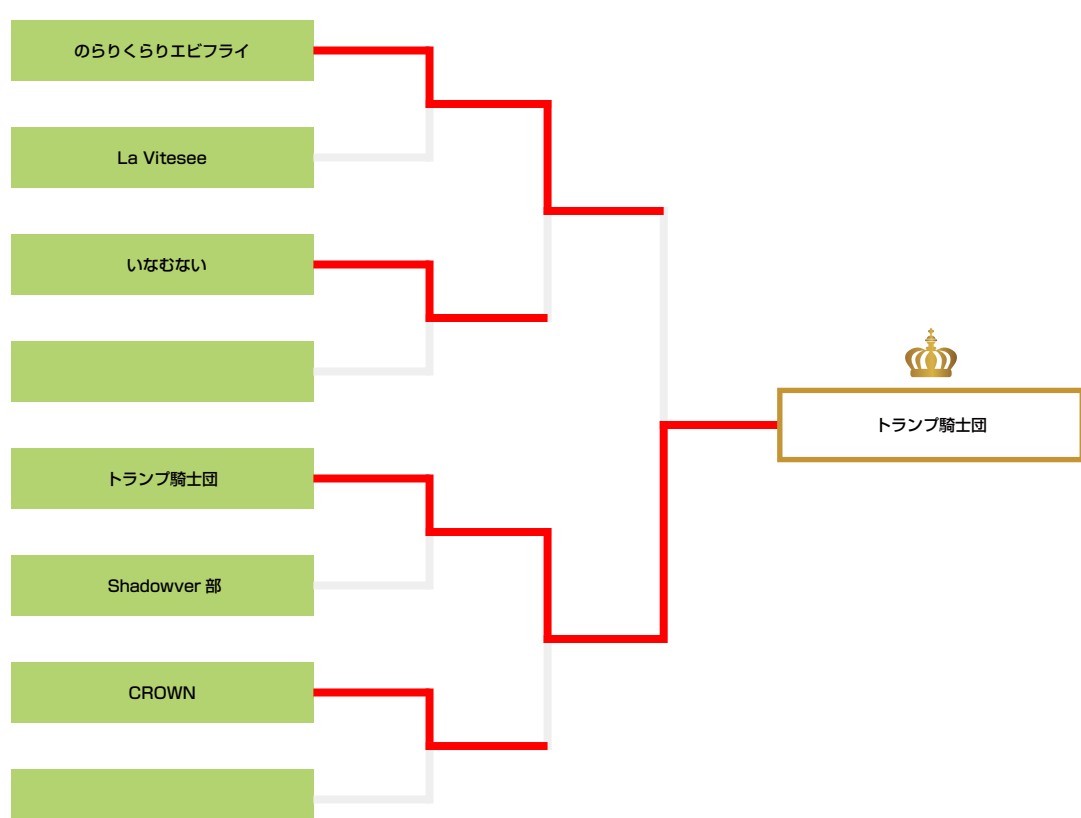 のらりくらりエビフライ
La Vitesee
いなむない
トランプ騎士団
トランプ騎士団
Shadowver 部
CROWN